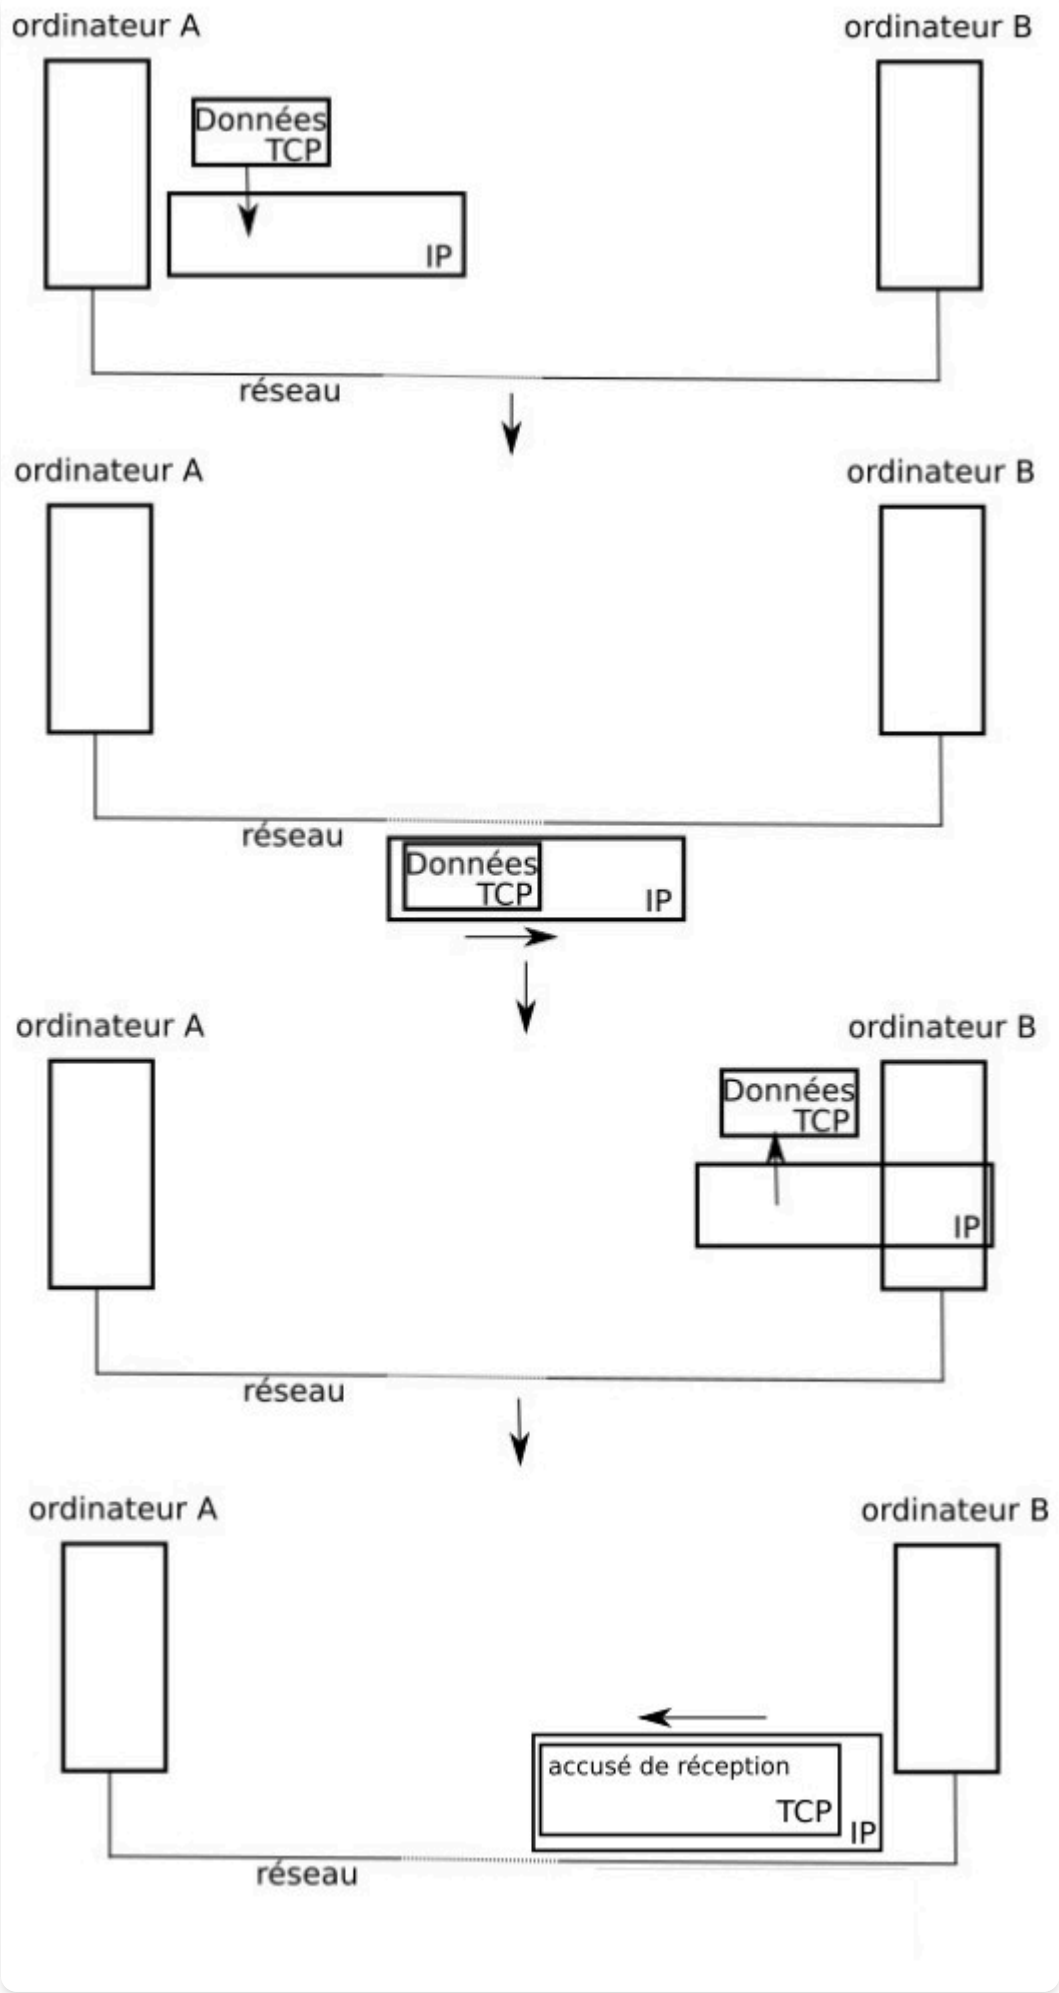 ordinateur A
ordinateur B
Données
TCP
IP
réseau
ordinateur A
ordinateur B
réseau
Données
TCP
IP
ordinateur A
ordinateur B
Données
TCP
IP
réseau
ordinateur A
ordinateur B
accusé de réception
TCP
IP
réseau